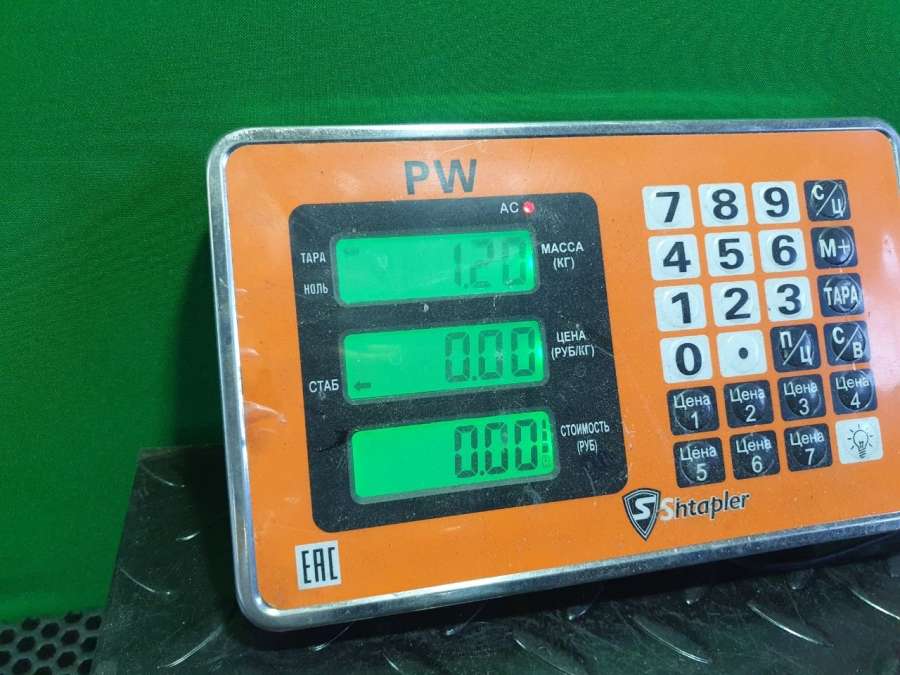 PW
AC
ТАРА
НОЛЬ
1.20
МАССА
(КГ)
0.00
ЦЕНА
(РУБ/КГ)
СТАБ
0.00
СТОИМОСТЬ
(РУБ)
7 8 9 С/Ц
4 5 6 М+
1 2 3 ТАРА
0 . П/Ц С/В
Цена 1 Цена 2 Цена 3 Цена 4
Цена 5 Цена 6 Цена 7
S Shtapler
EAC